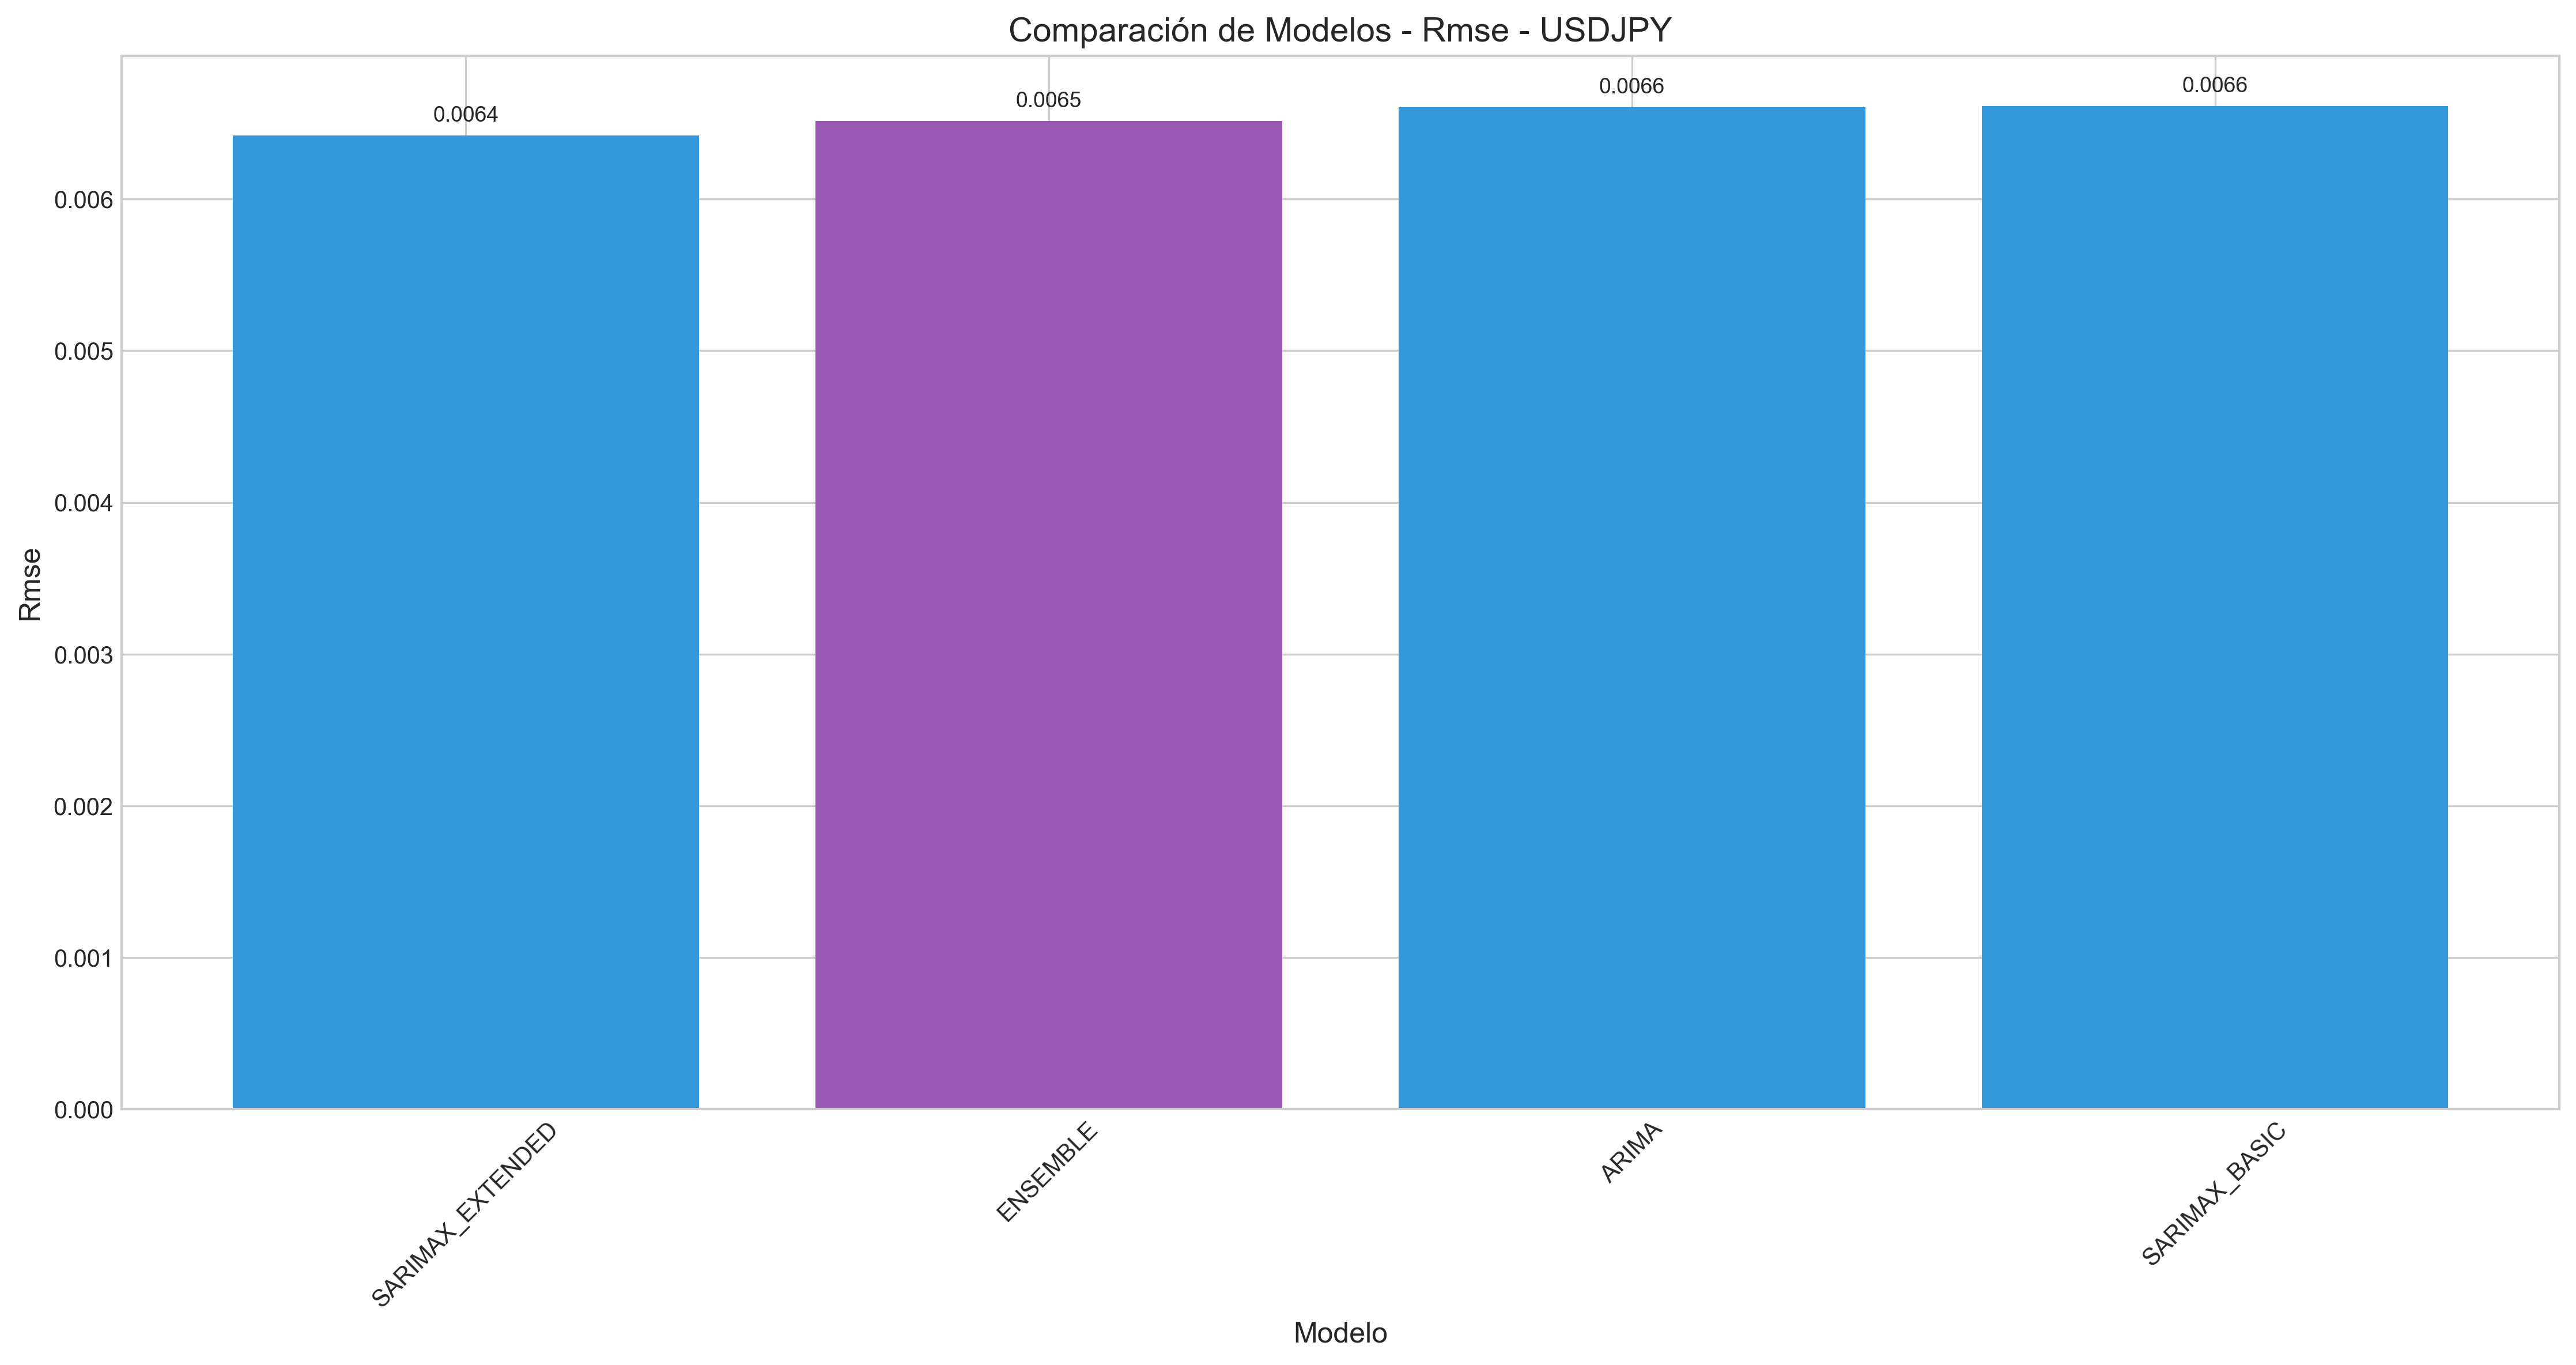 Comparación de Modelos - Rmse - USDJPY
0.0064
0.0065
0.0066
0.0066
0.006
0.005
0.004
0.003
0.002
0.001
0.000
Rmse
SARIMAX_EXTENDED
ENSEMBLE
ARIMA
SARIMAX_BASIC
Modelo